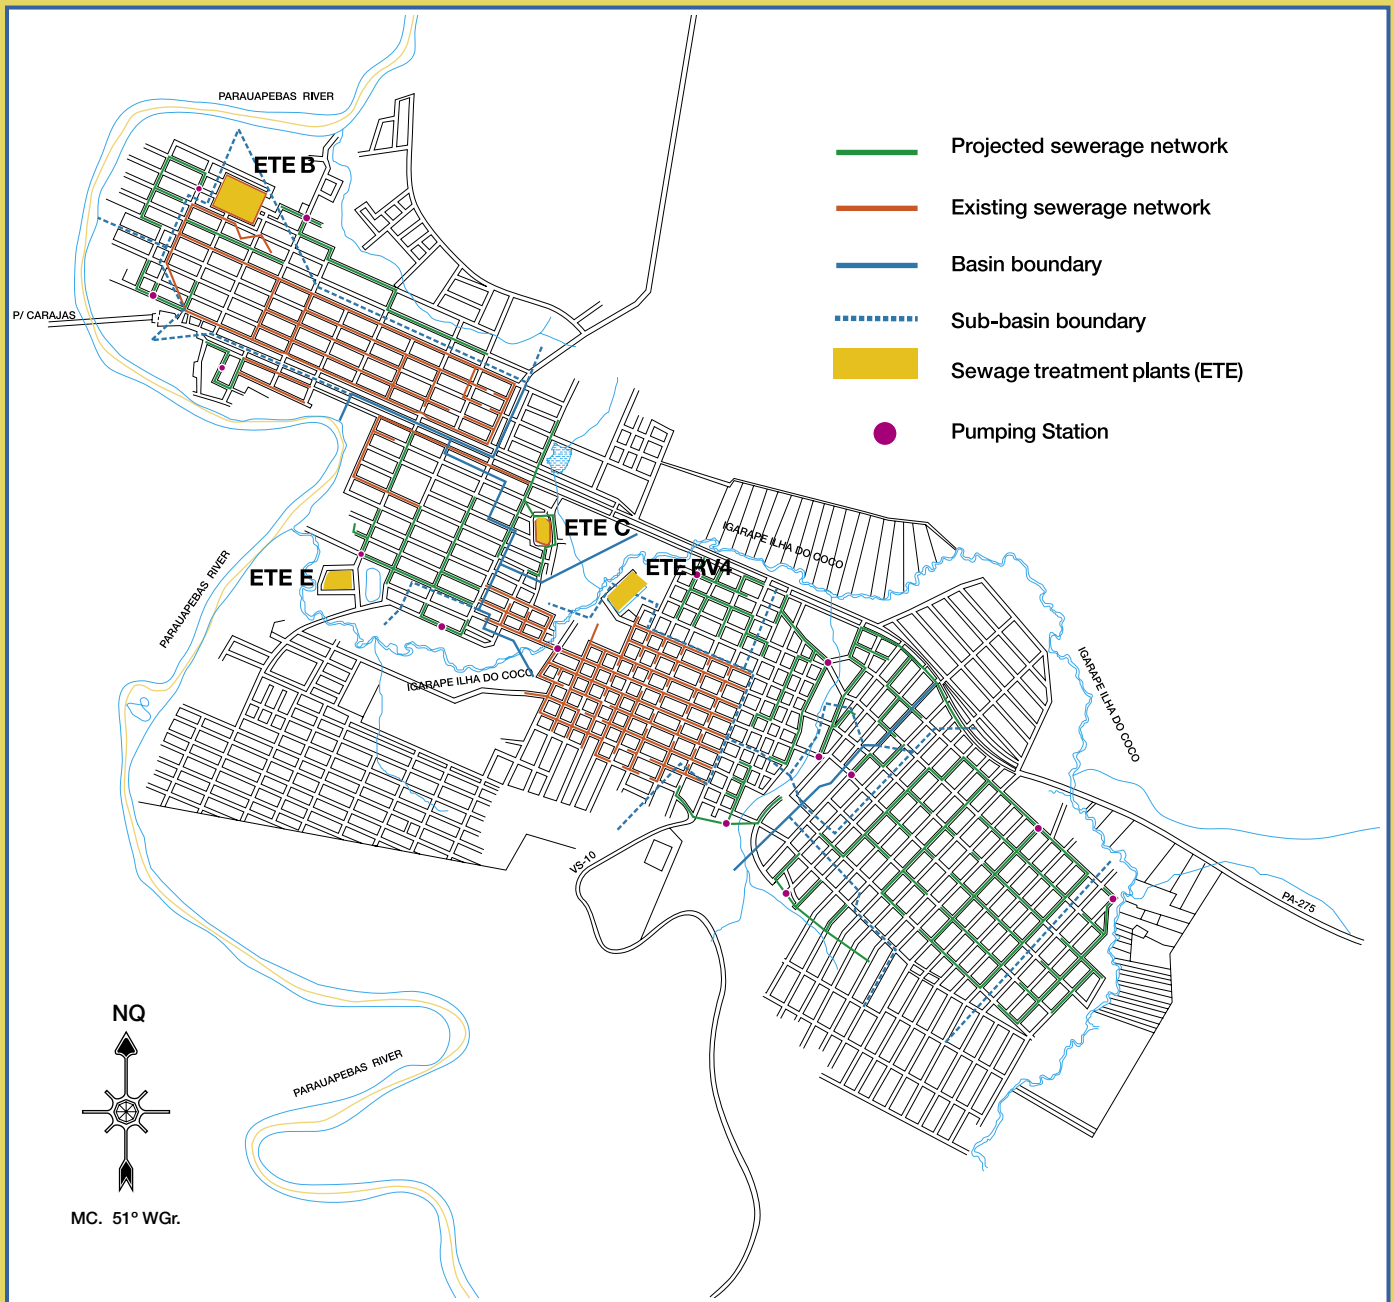 PARAUAPEBAS RIVER
ETE B
Projected sewerage network
Existing sewerage network
Basin boundary
Sub-basin boundary
Sewage treatment plants (ETE)
Pumping Station
P/ CARAJAS
ETE C
IGARAPE ILHA DO COCO
ETE RV4
ETE E
PARAUAPEBAS RIVER
IGARAPE ILHA DO COCO
IGARAPE ILHA DO COCO
VS-10
PA-275
NQ
PARAUAPEBAS RIVER
MC. 51º WGr.